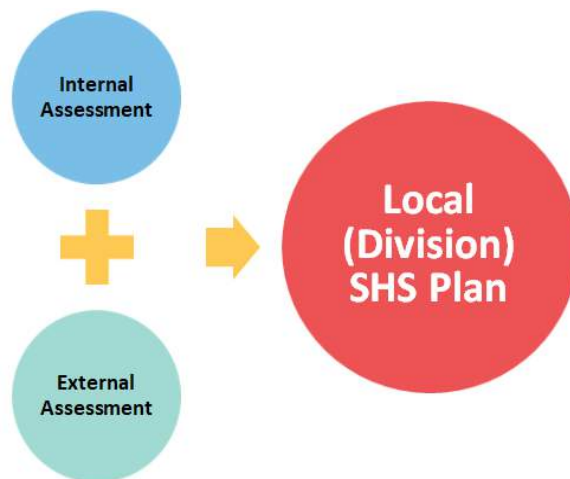 Internal
Assessment
External
Assessment
Local
(Division)
SHS Plan